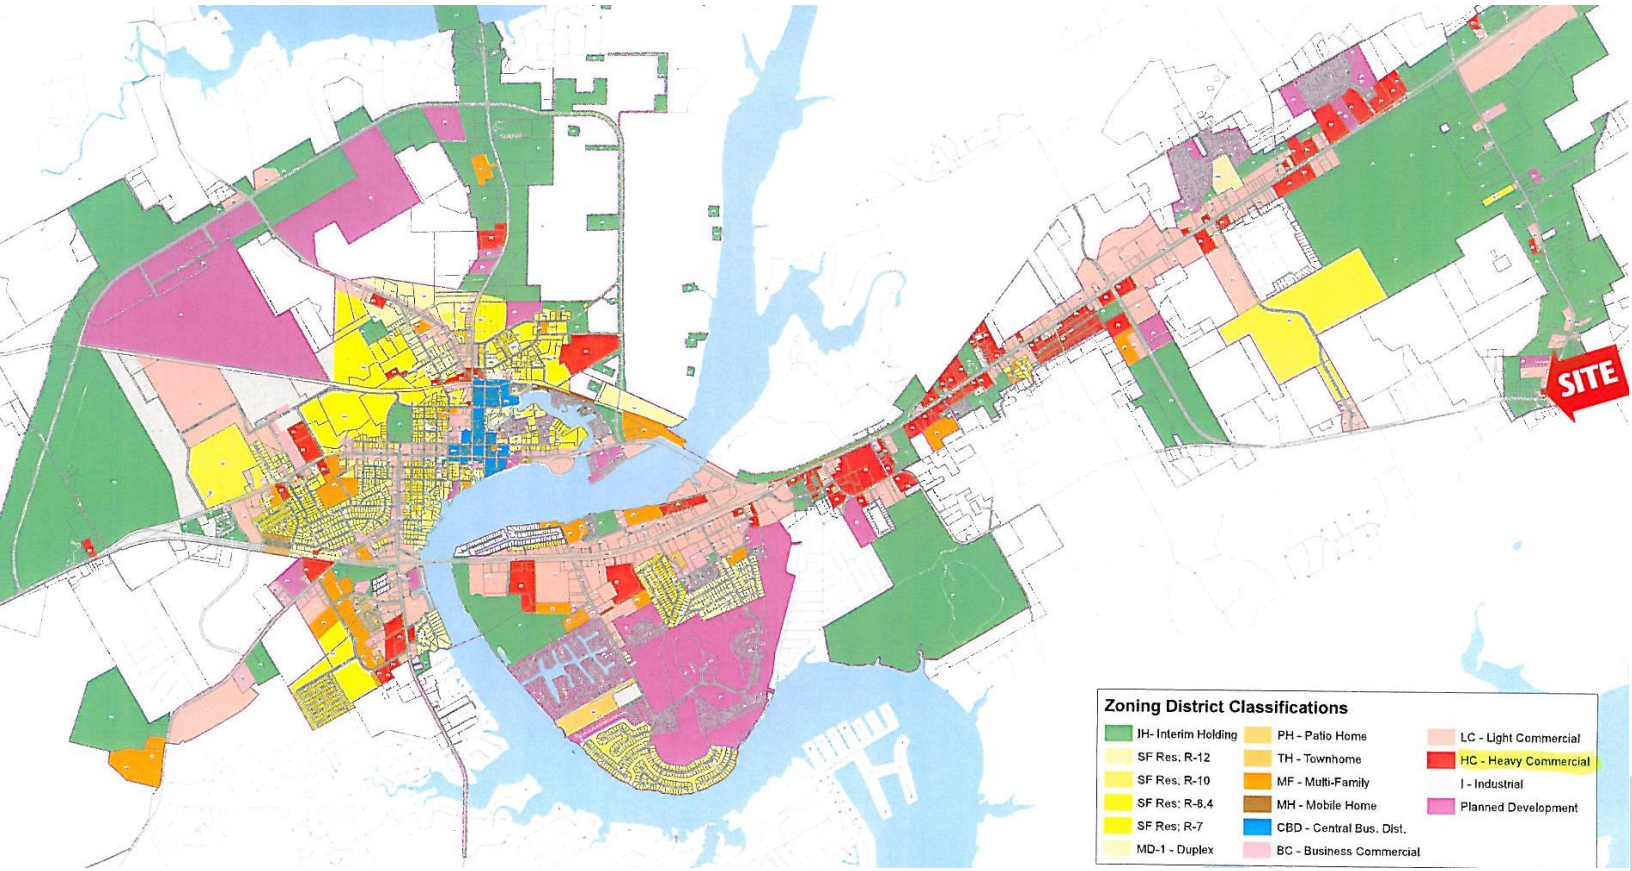 SITE
Zoning District Classifications
IH- Interim Holding
SF Res; R-12
SF Res; R-10
SF Res; R-8.4
SF Res; R-7
MD-1 - Duplex
PH - Patio Home
TH - Townhome
MF - Multi-Family
MH - Mobile Home
CBD - Central Bus. Dist.
BC - Business Commercial
LC - Light Commercial
HC - Heavy Commercial
I - Industrial
Planned Development